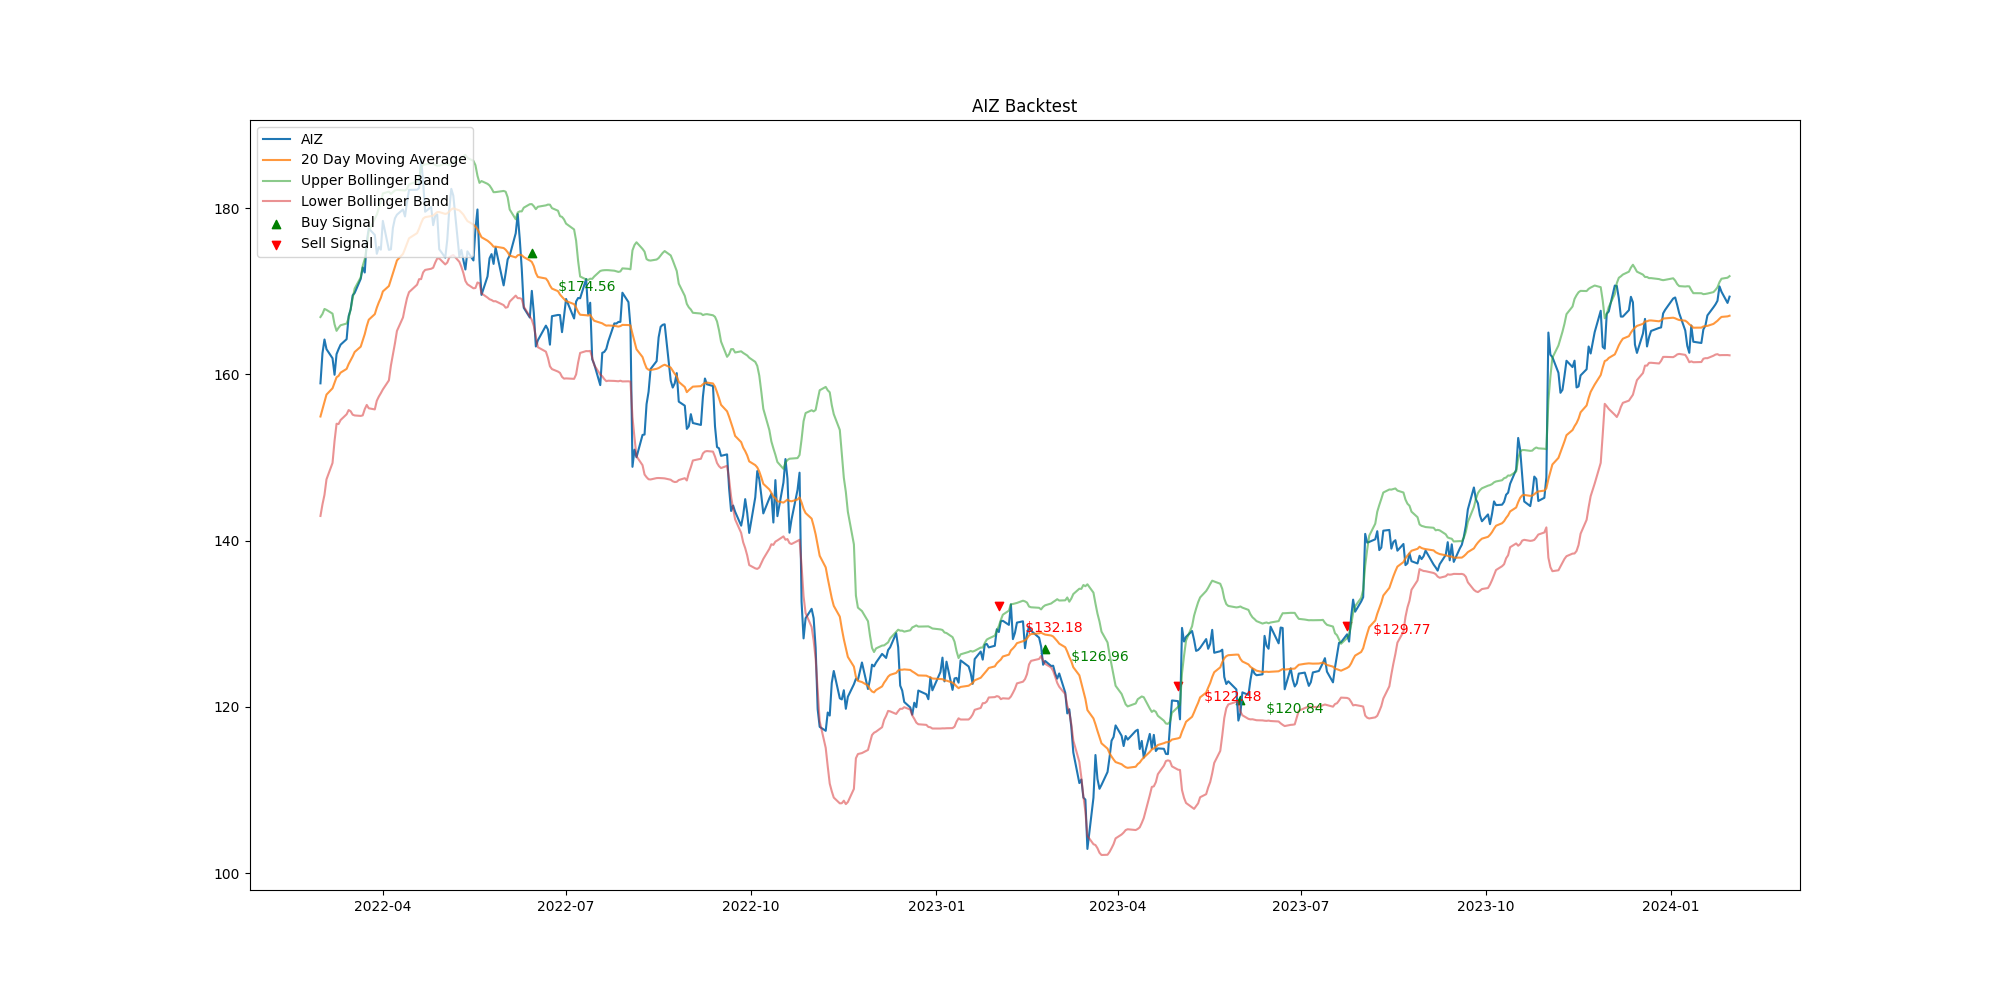 AIZ Backtest
AIZ
20 Day Moving Average
Upper Bollinger Band
Lower Bollinger Band
Buy Signal
Sell Signal
180
160
140
120
100
$174.56
$132.18
$126.96
$122.48
$120.84
$129.77
2022-04
2022-07
2022-10
2023-01
2023-04
2023-07
2023-10
2024-01